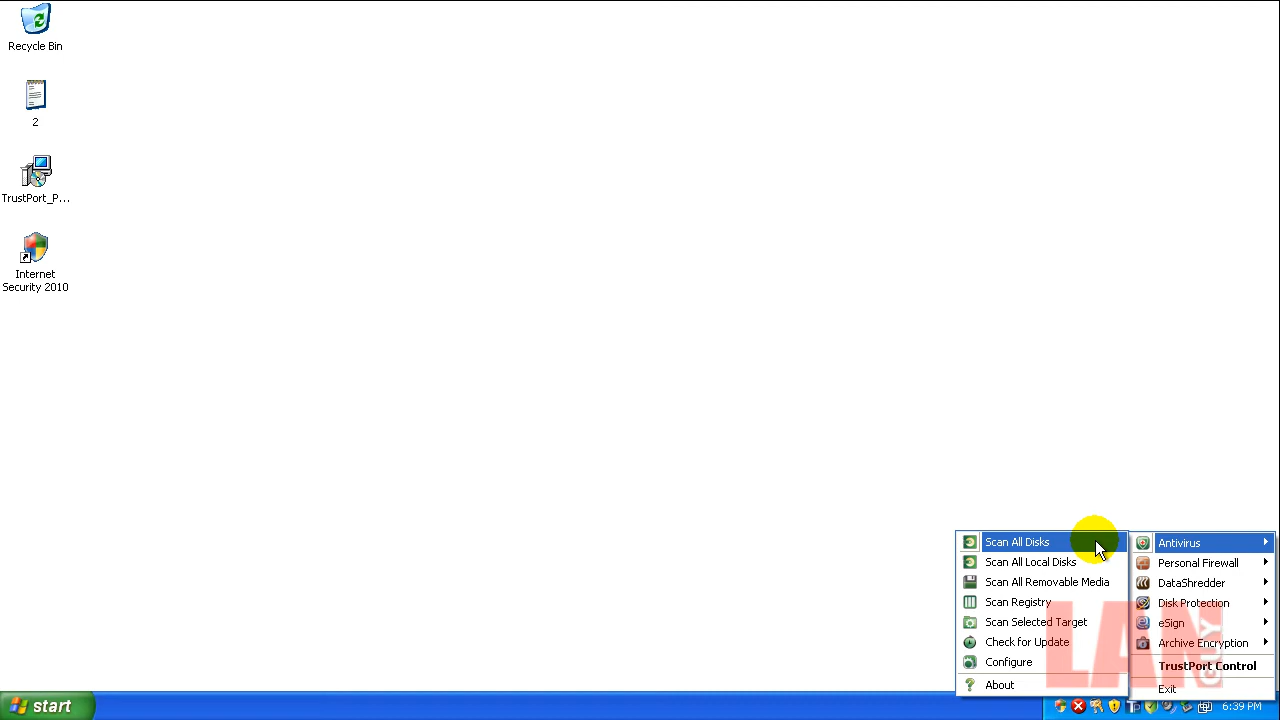 Recycle Bin
2
TrustPort_P...
Internet
Security 2010
Scan All Disks
Scan All Local Disks
Scan All Removable Media
Scan Registry
Scan Selected Target
Check for Update
Configure
About
Antivirus
Personal Firewall
DataShredder
Disk Protection
eSign
Archive Encryption
TrustPort Control
Exit
LAN
GUY
start
6:39 PM